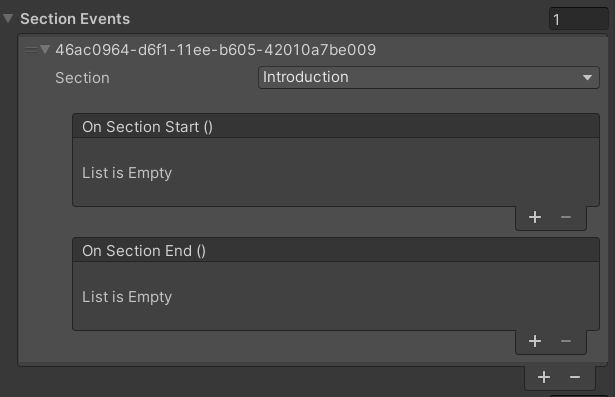 Section Events 1
46ac0964-d6f1-11ee-b605-42010a7be009
Section Introduction
On Section Start ()
List is Empty
+ −
On Section End ()
List is Empty
+ −
+ −